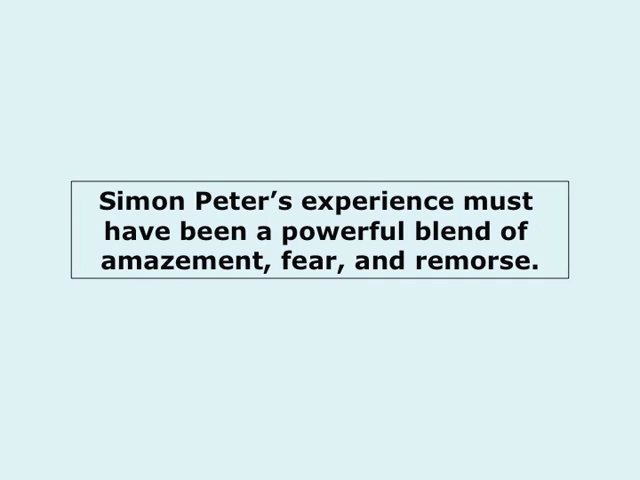 Simon Peter’s experience must
have been a powerful blend of
amazement, fear, and remorse.